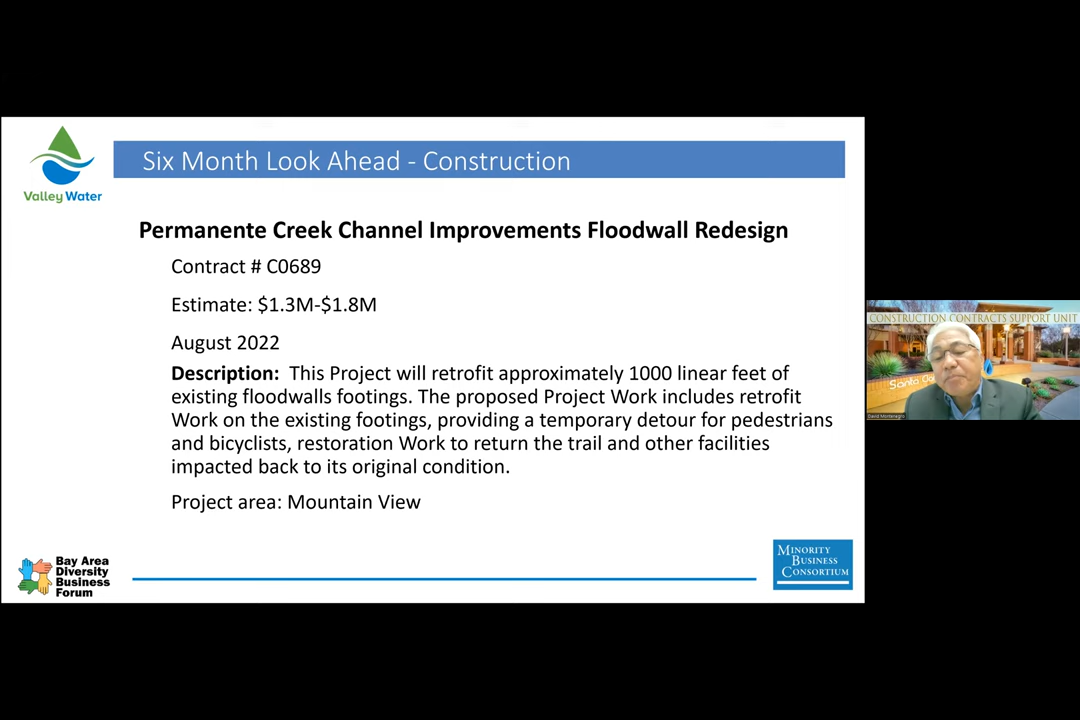 Valley Water
Six Month Look Ahead - Construction
Permanente Creek Channel Improvements Floodwall Redesign
Contract # C0689
Estimate: $1.3M-$1.8M
August 2022
Description: This Project will retrofit approximately 1000 linear feet of
existing floodwalls footings. The proposed Project Work includes retrofit
Work on the existing footings, providing a temporary detour for pedestrians
and bicyclists, restoration Work to return the trail and other facilities
impacted back to its original condition.
Project area: Mountain View
Bay Area
Diversity
Business
Forum
MINORITY
BUSINESS
CONSORTIUM
CONSTRUCTION CONTRACTS SUPPORT UNIT
Santa
David Montenegro